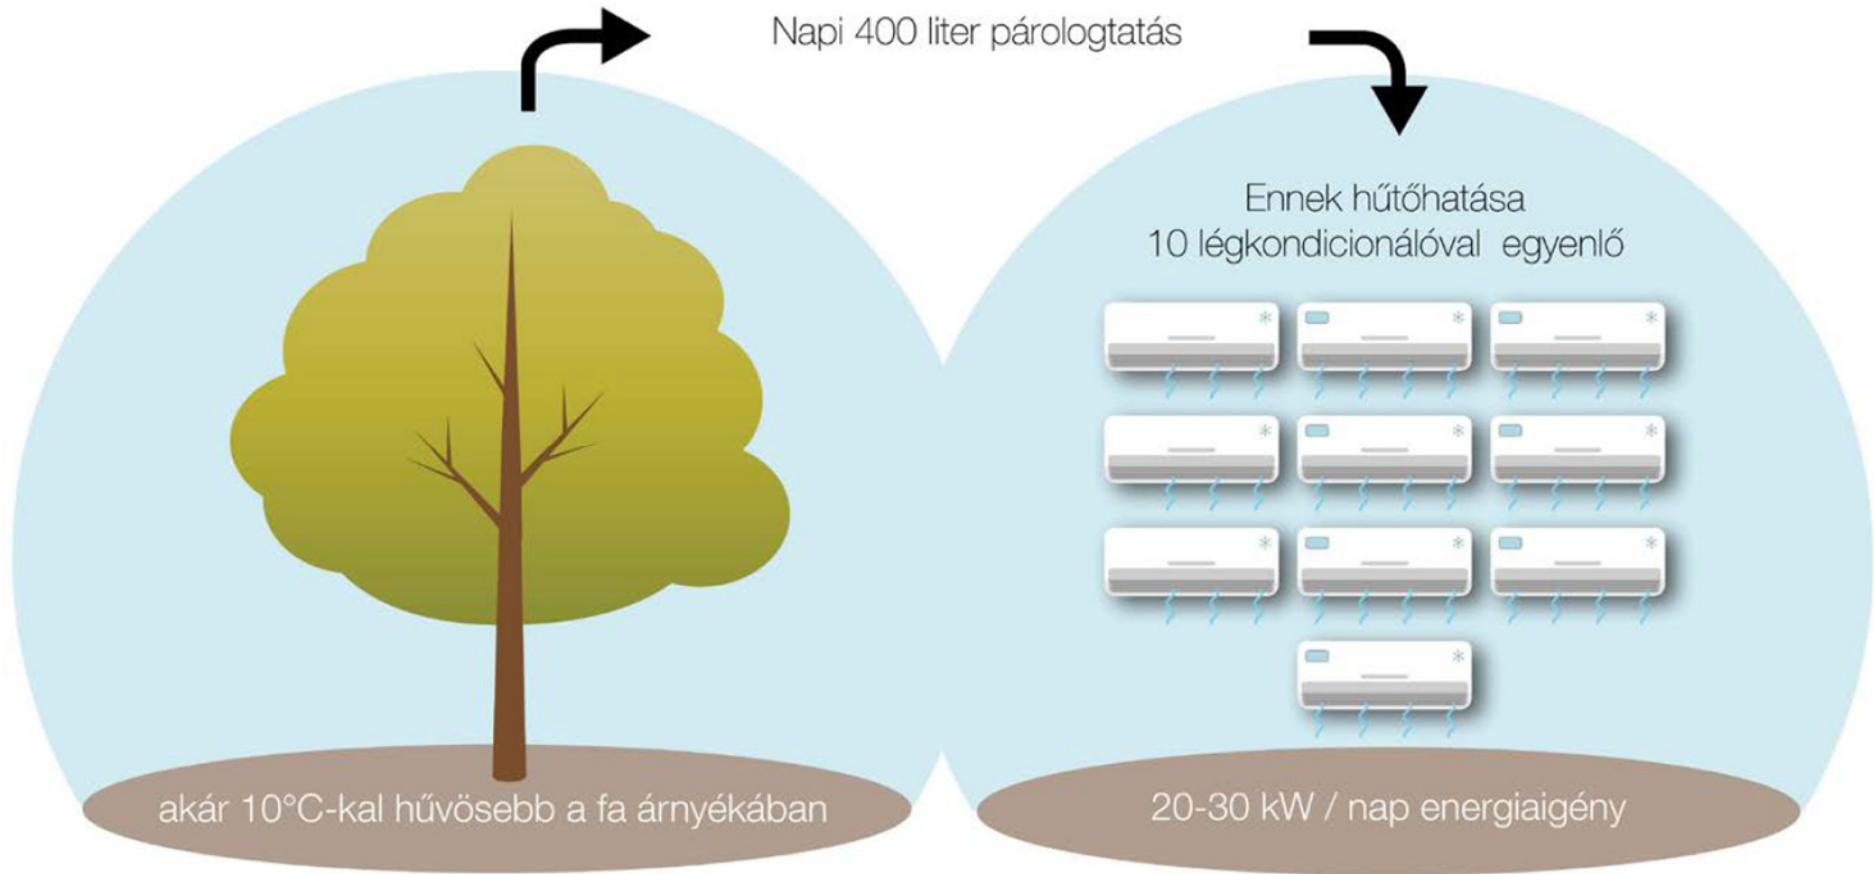 Napi 400 liter párologtatás
Ennek hűtőhatása
10 légkondicionálóval egyenlő
akár 10°C-kal hűvösebb a fa árnyékában
20-30 kW / nap energiaigény